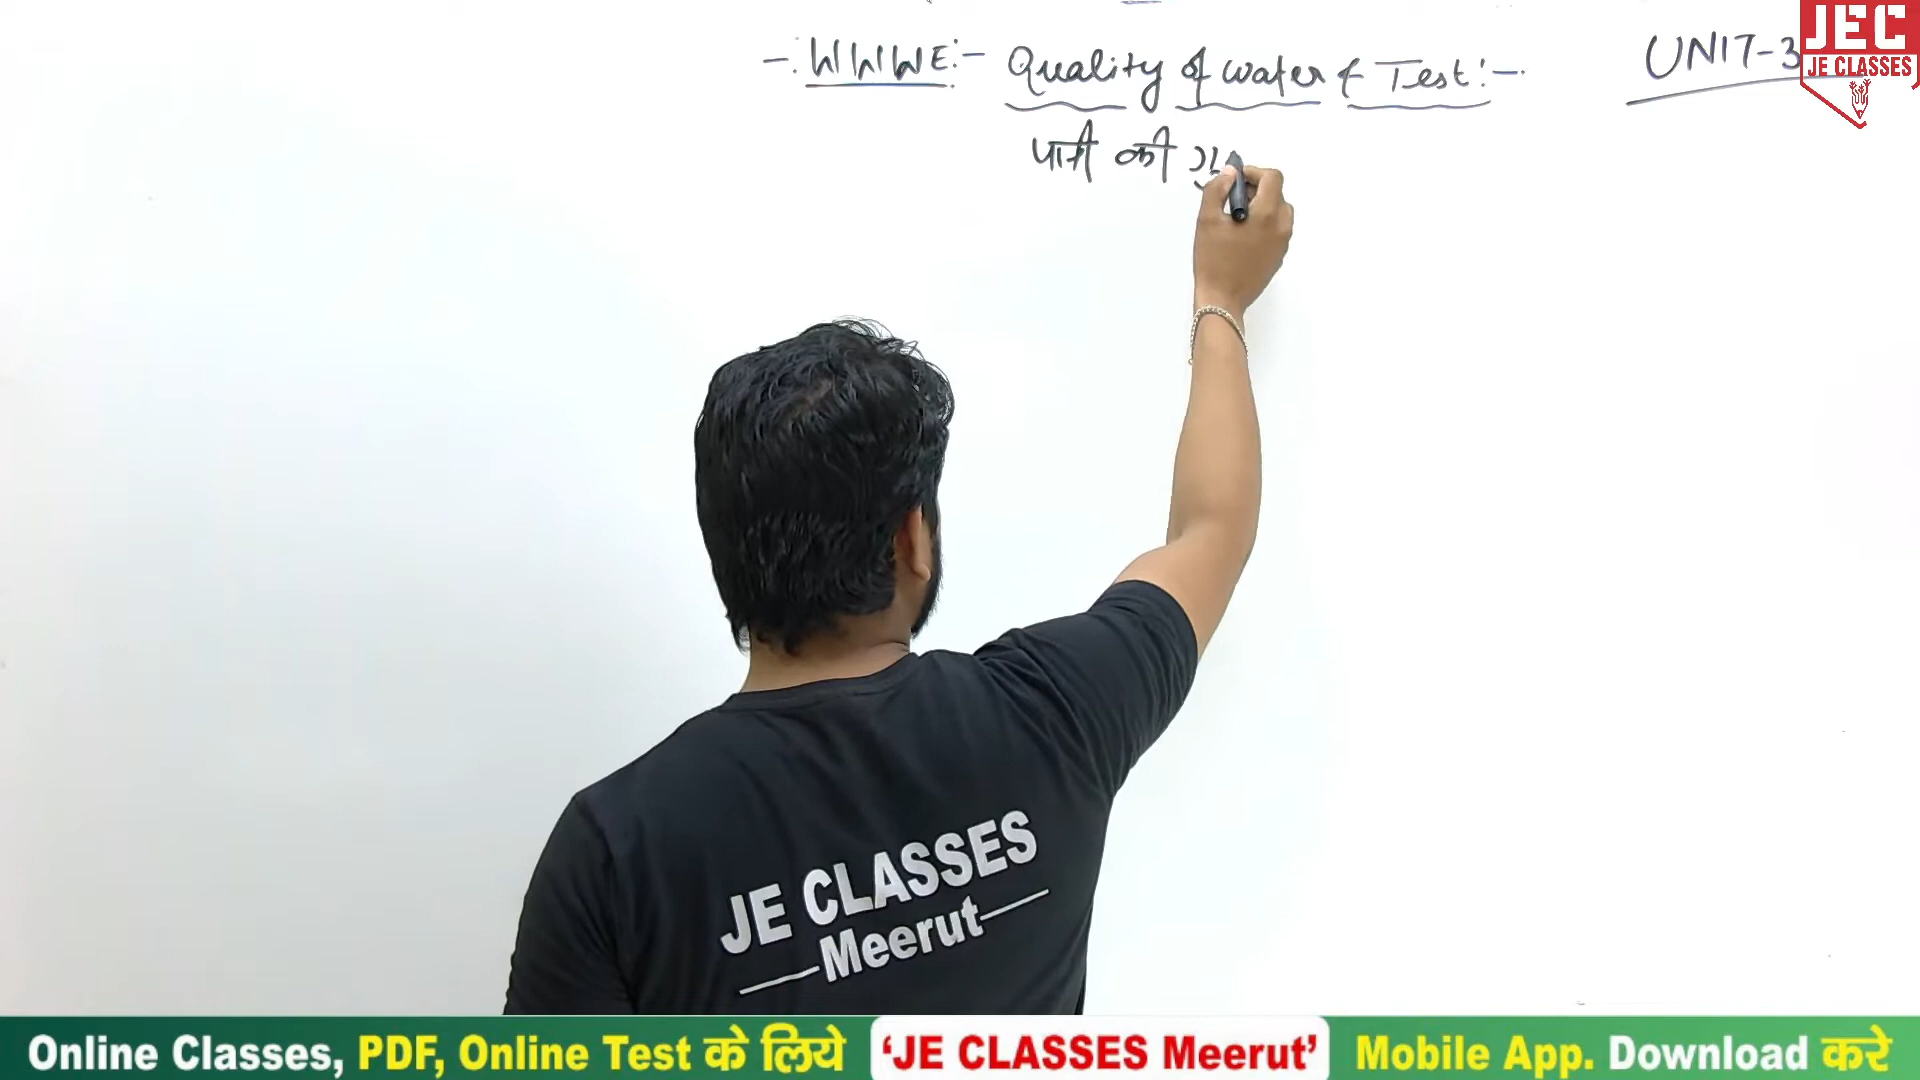 -: WWWE:- Quality of water & Test:-
UNIT-3
JEC
JE CLASSES
पानी की गु
JE CLASSES
Meerut
Online Classes, PDF, Online Test के लिये 'JE CLASSES Meerut' Mobile App. Download करे